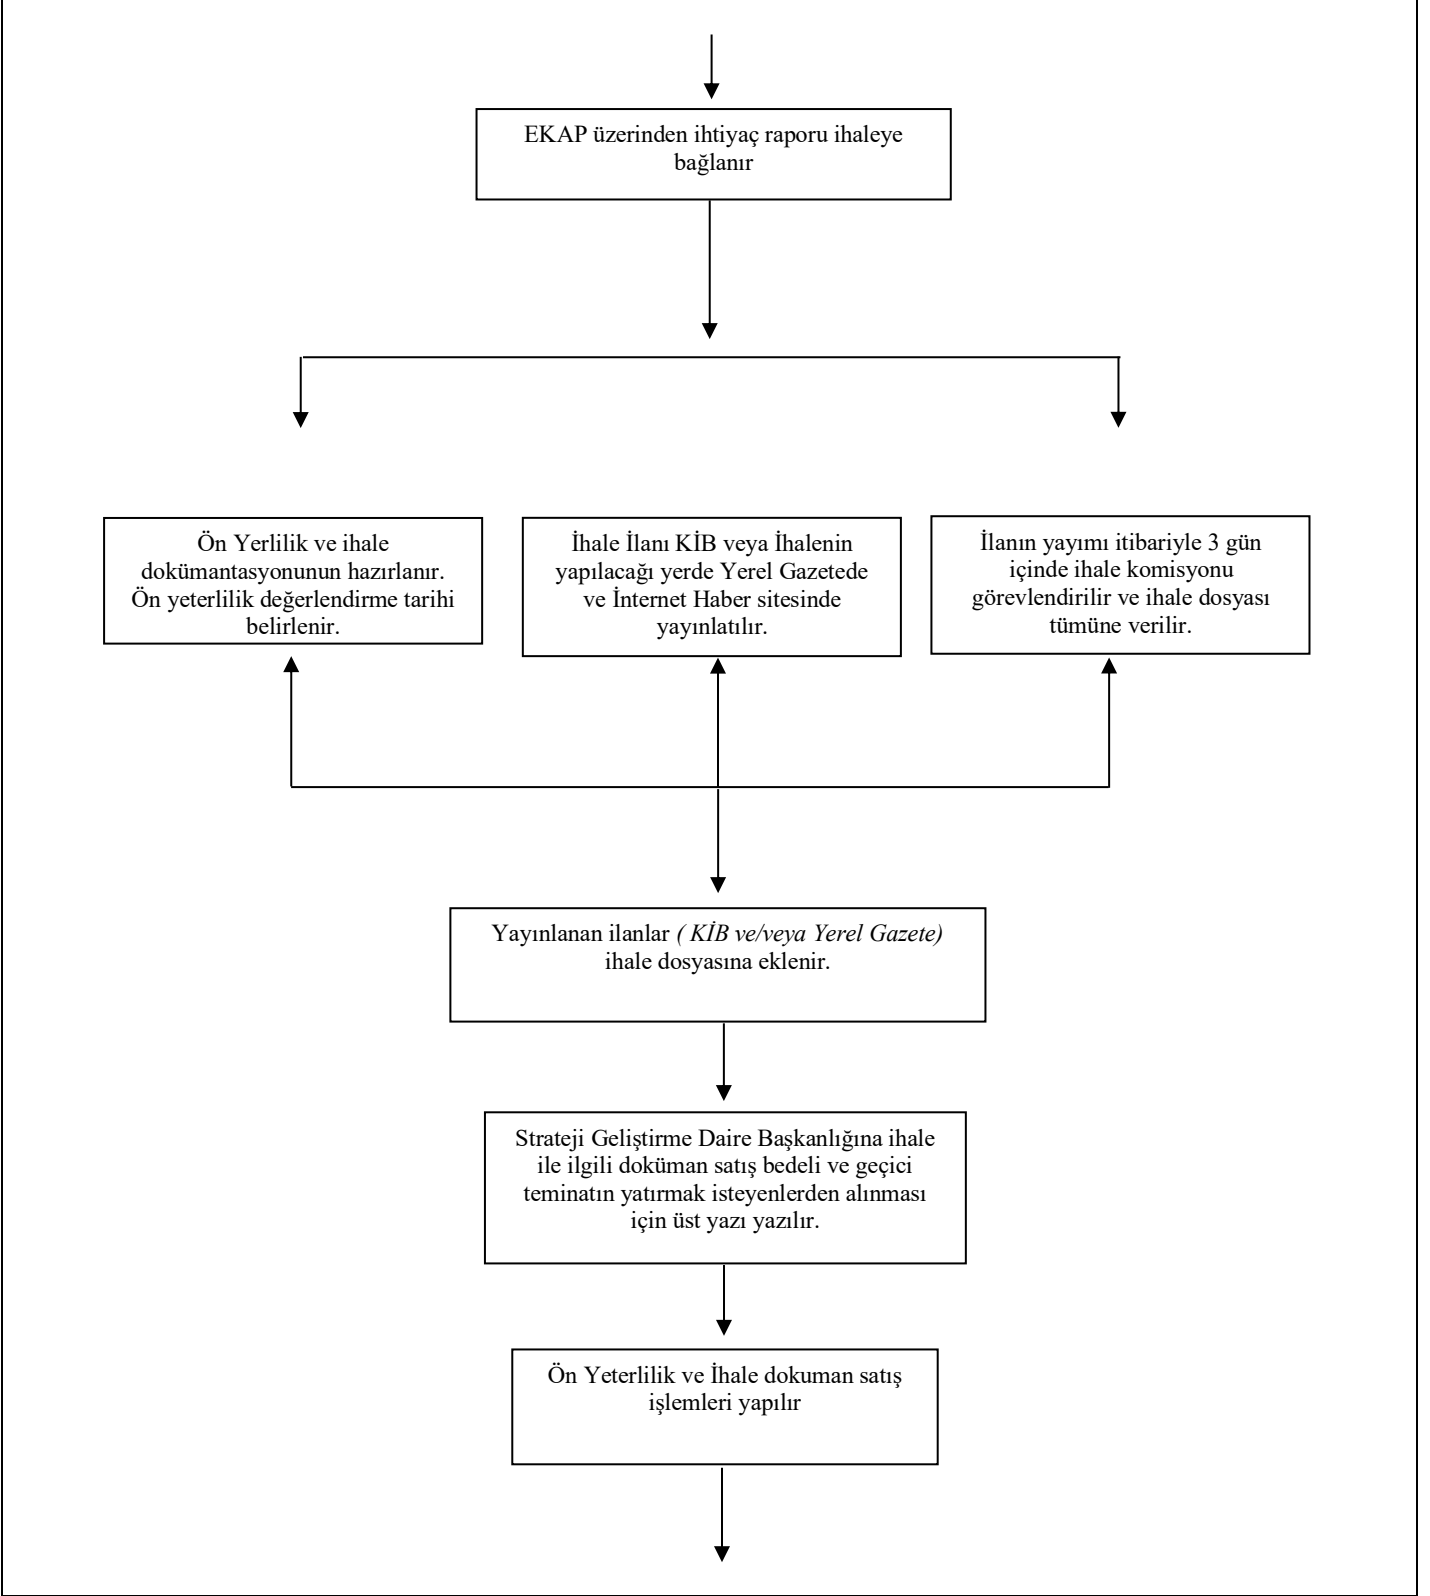 EKAP üzerinden ihtiyaç raporu ihaleye
bağlanır
Ön Yerlilik ve ihale
dokümantasyonunun hazırlanır.
Ön yeterlilik değerlendirme tarihi
belirlenir.
İhale İlanı KİB veya İhalenin
yapılacağı yerde Yerel Gazetede
ve İnternet Haber sitesinde
yayınlatılır.
İlanın yayımı itibariyle 3 gün
içinde ihale komisyonu
görevlendirilir ve ihale dosyası
tümüne verilir.
Yayınlanan ilanlar ( KİB ve/veya Yerel Gazete)
ihale dosyasına eklenir.
Strateji Geliştirme Daire Başkanlığına ihale
ile ilgili doküman satış bedeli ve geçici
teminatın yatırmak isteyenlerden alınması
için üst yazı yazılır.
Ön Yeterlilik ve İhale dokuman satış
işlemleri yapılır